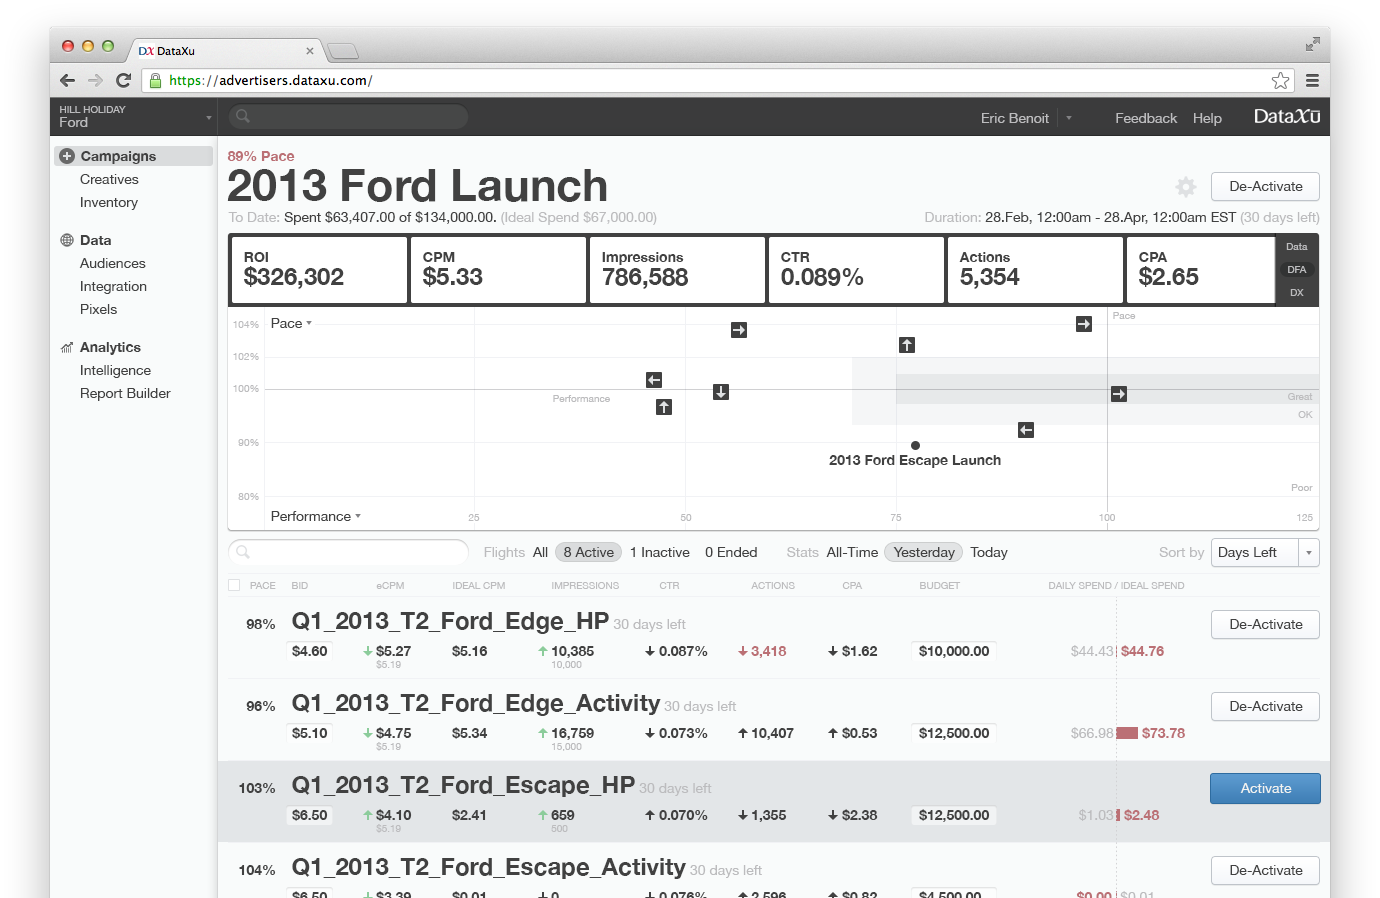 DX DataXu
https://advertisers.dataxu.com/
HILL HOLIDAY
Ford
Eric Benoit
Feedback
Help
DataXu
Campaigns
Creatives
Inventory
Data
Audiences
Integration
Pixels
Analytics
Intelligence
Report Builder
89% Pace
2013 Ford Launch
De-Activate
To Date: Spent $63,407.00 of $134,000.00. (Ideal Spend $67,000.00)
Duration: 28.Feb, 12:00am - 28.Apr, 12:00am EST (30 days left)
ROI
$326,302
CPM
$5.33
Impressions
786,588
CTR
0.089%
Actions
5,354
CPA
$2.65
Data
DFA
DX
104%
Pace
Pace
102%
100%
Performance
Great
OK
90%
2013 Ford Escape Launch
Poor
80%
Performance
25
50
75
100
125
Flights All 8 Active 1 Inactive 0 Ended
Stats All-Time Yesterday Today
Sort by Days Left
PACE BID eCPM IDEAL CPM IMPRESSIONS CTR ACTIONS CPA BUDGET DAILY SPEND / IDEAL SPEND
98% Q1_2013_T2_Ford_Edge_HP 30 days left De-Activate
$4.60 $5.27 $5.16 10,385 0.087% 3,418 $1.62 $10,000.00 $44.43 $44.76
$5.19 10,000
96% Q1_2013_T2_Ford_Edge_Activity 30 days left De-Activate
$5.10 $4.75 $5.34 16,759 0.073% 10,407 $0.53 $12,500.00 $66.98 $73.78
$5.19 15,000
103% Q1_2013_T2_Ford_Escape_HP 30 days left Activate
$6.50 $4.10 $2.41 659 0.070% 1,355 $2.38 $12,500.00 $1.03 $2.48
$5.19 500
104% Q1_2013_T2_Ford_Escape_Activity 30 days left De-Activate
$6.50 $3.39 $0.01 0 0.076% 2,596 $0.82 $4,500.00 $0.00 $0.01